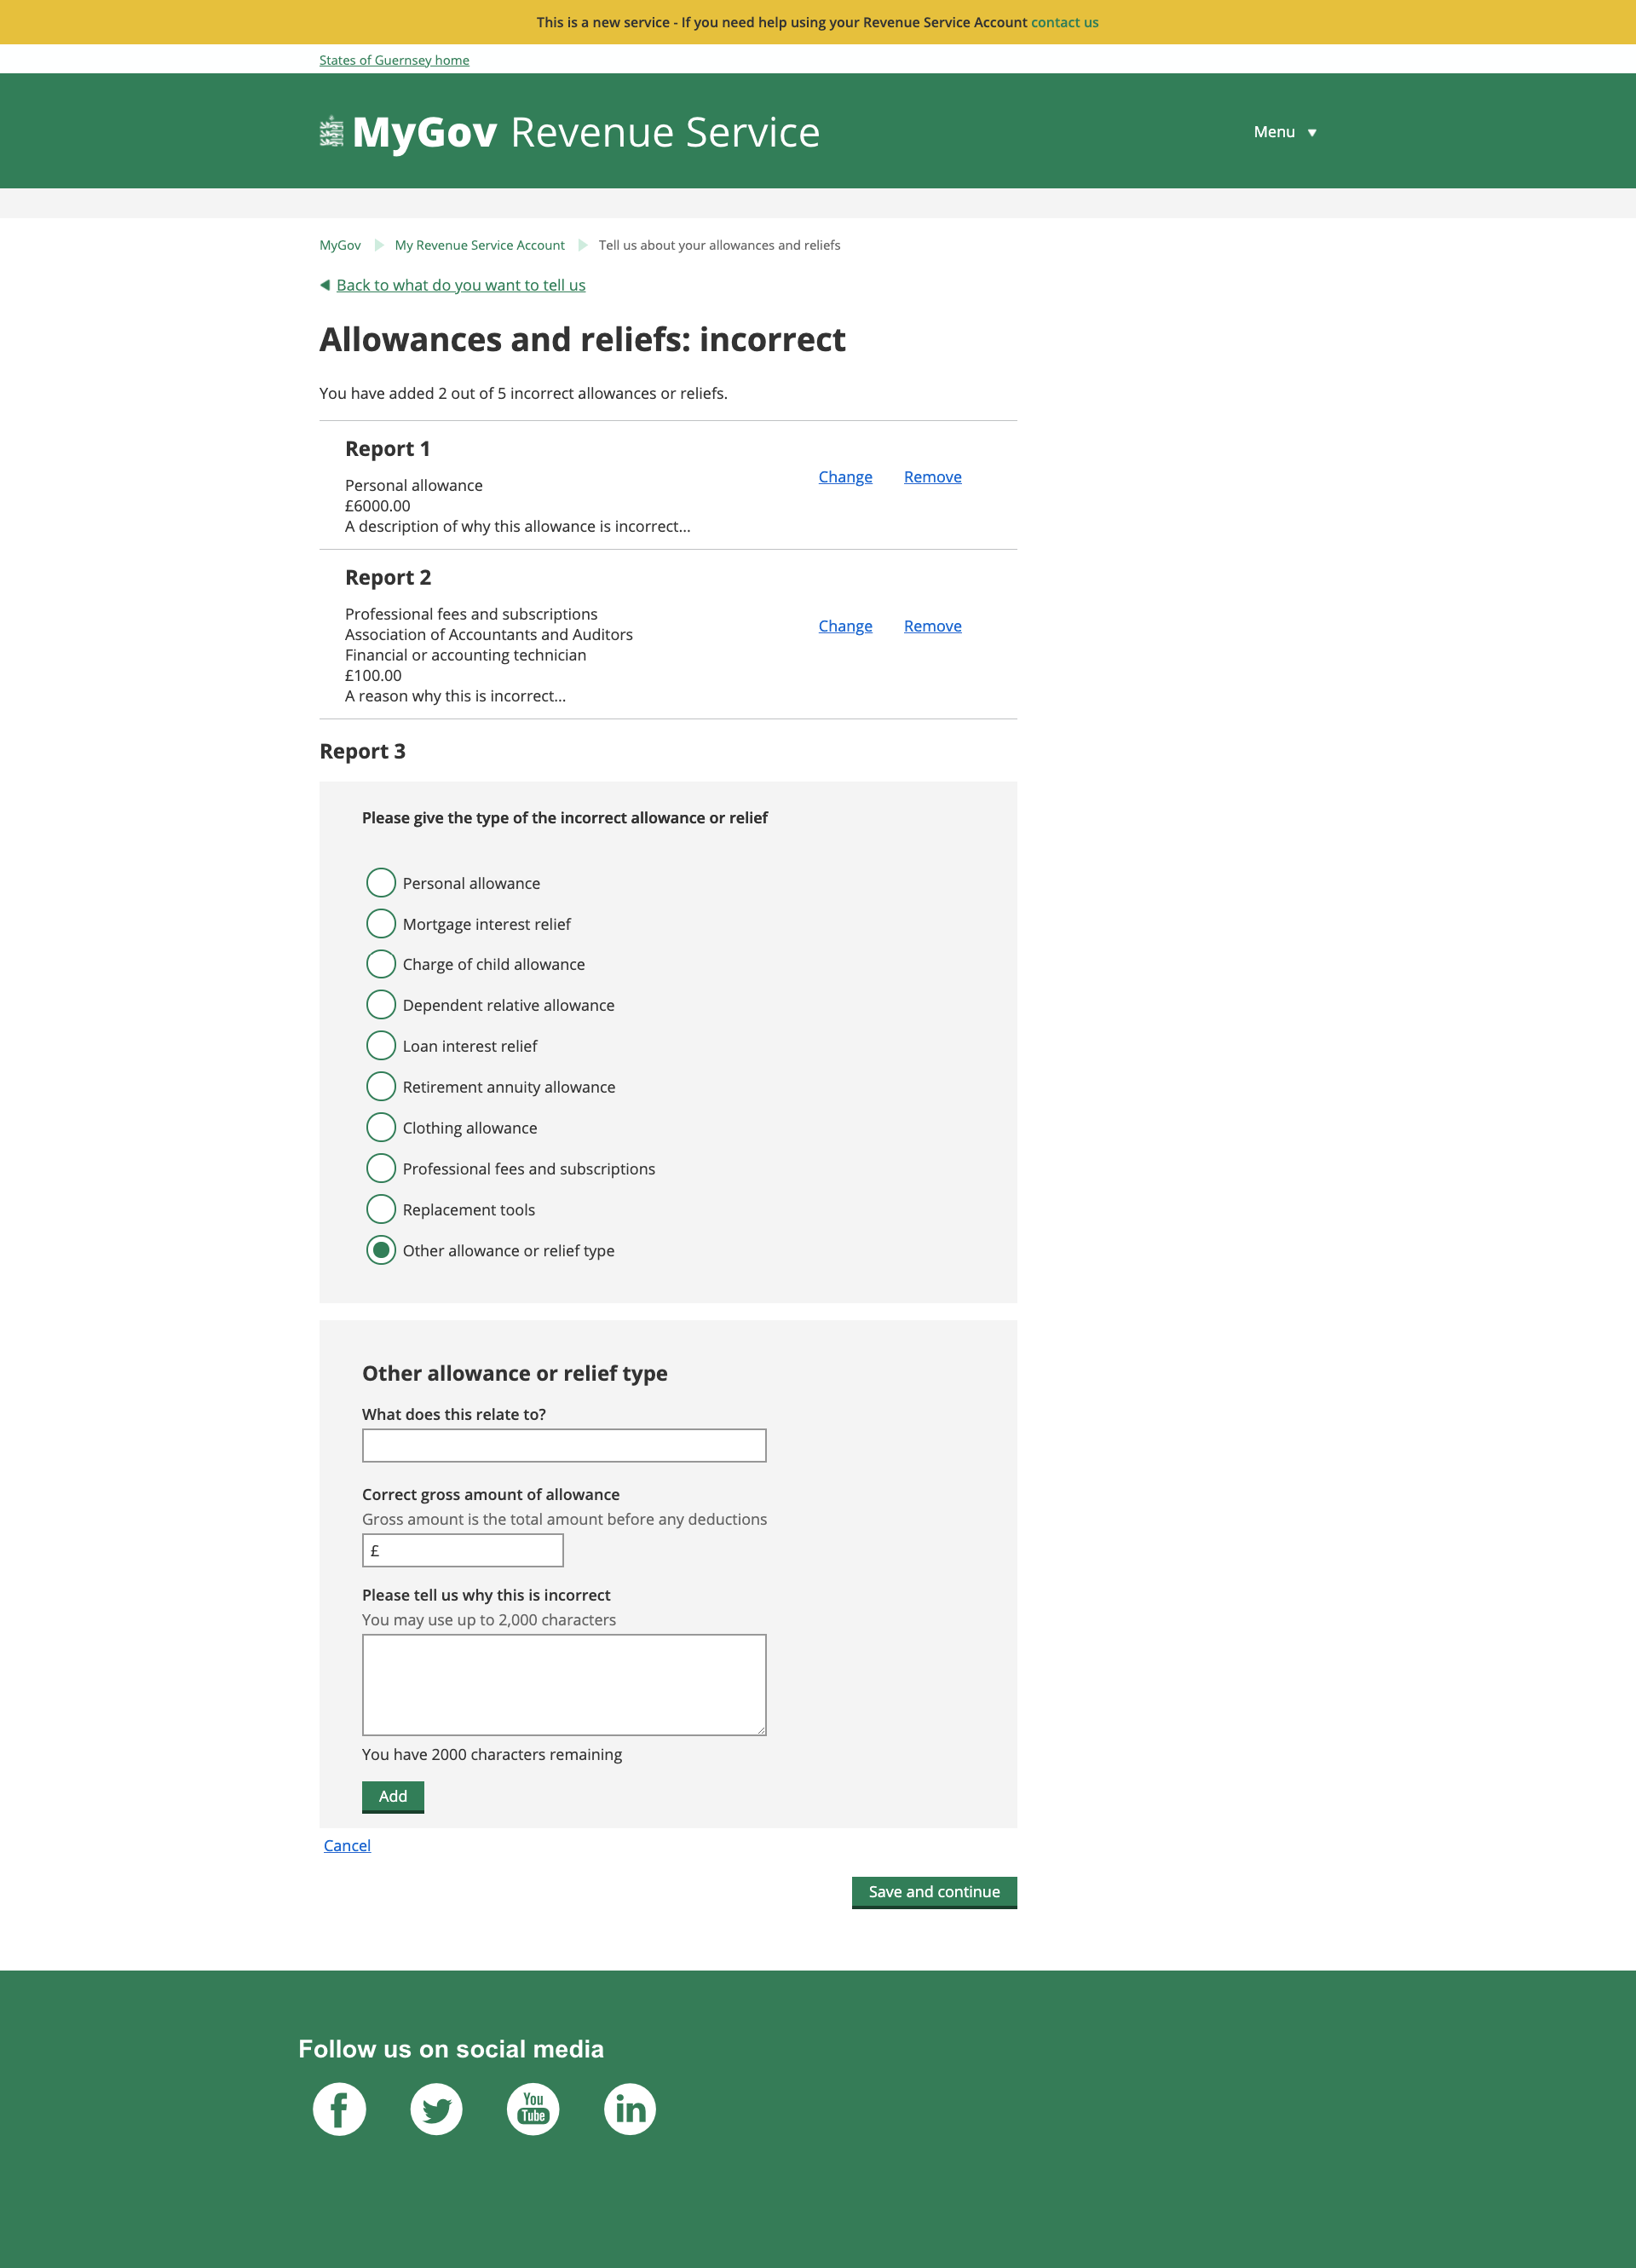 This is a new service - If you need help using your Revenue Service Account contact us
States of Guernsey home
MyGov Revenue Service
Menu
MyGov
My Revenue Service Account
Tell us about your allowances and reliefs
Back to what do you want to tell us
Allowances and reliefs: incorrect
You have added 2 out of 5 incorrect allowances or reliefs.
Report 1
Personal allowance
£6000.00
A description of why this allowance is incorrect...
Change Remove
Report 2
Professional fees and subscriptions
Association of Accountants and Auditors
Financial or accounting technician
£100.00
A reason why this is incorrect...
Change Remove
Report 3
Please give the type of the incorrect allowance or relief
Personal allowance
Mortgage interest relief
Charge of child allowance
Dependent relative allowance
Loan interest relief
Retirement annuity allowance
Clothing allowance
Professional fees and subscriptions
Replacement tools
Other allowance or relief type
Other allowance or relief type
What does this relate to?
Correct gross amount of allowance
Gross amount is the total amount before any deductions
£
Please tell us why this is incorrect
You may use up to 2,000 characters
You have 2000 characters remaining
Add
Cancel
Save and continue
Follow us on social media
f
You
Tube
in